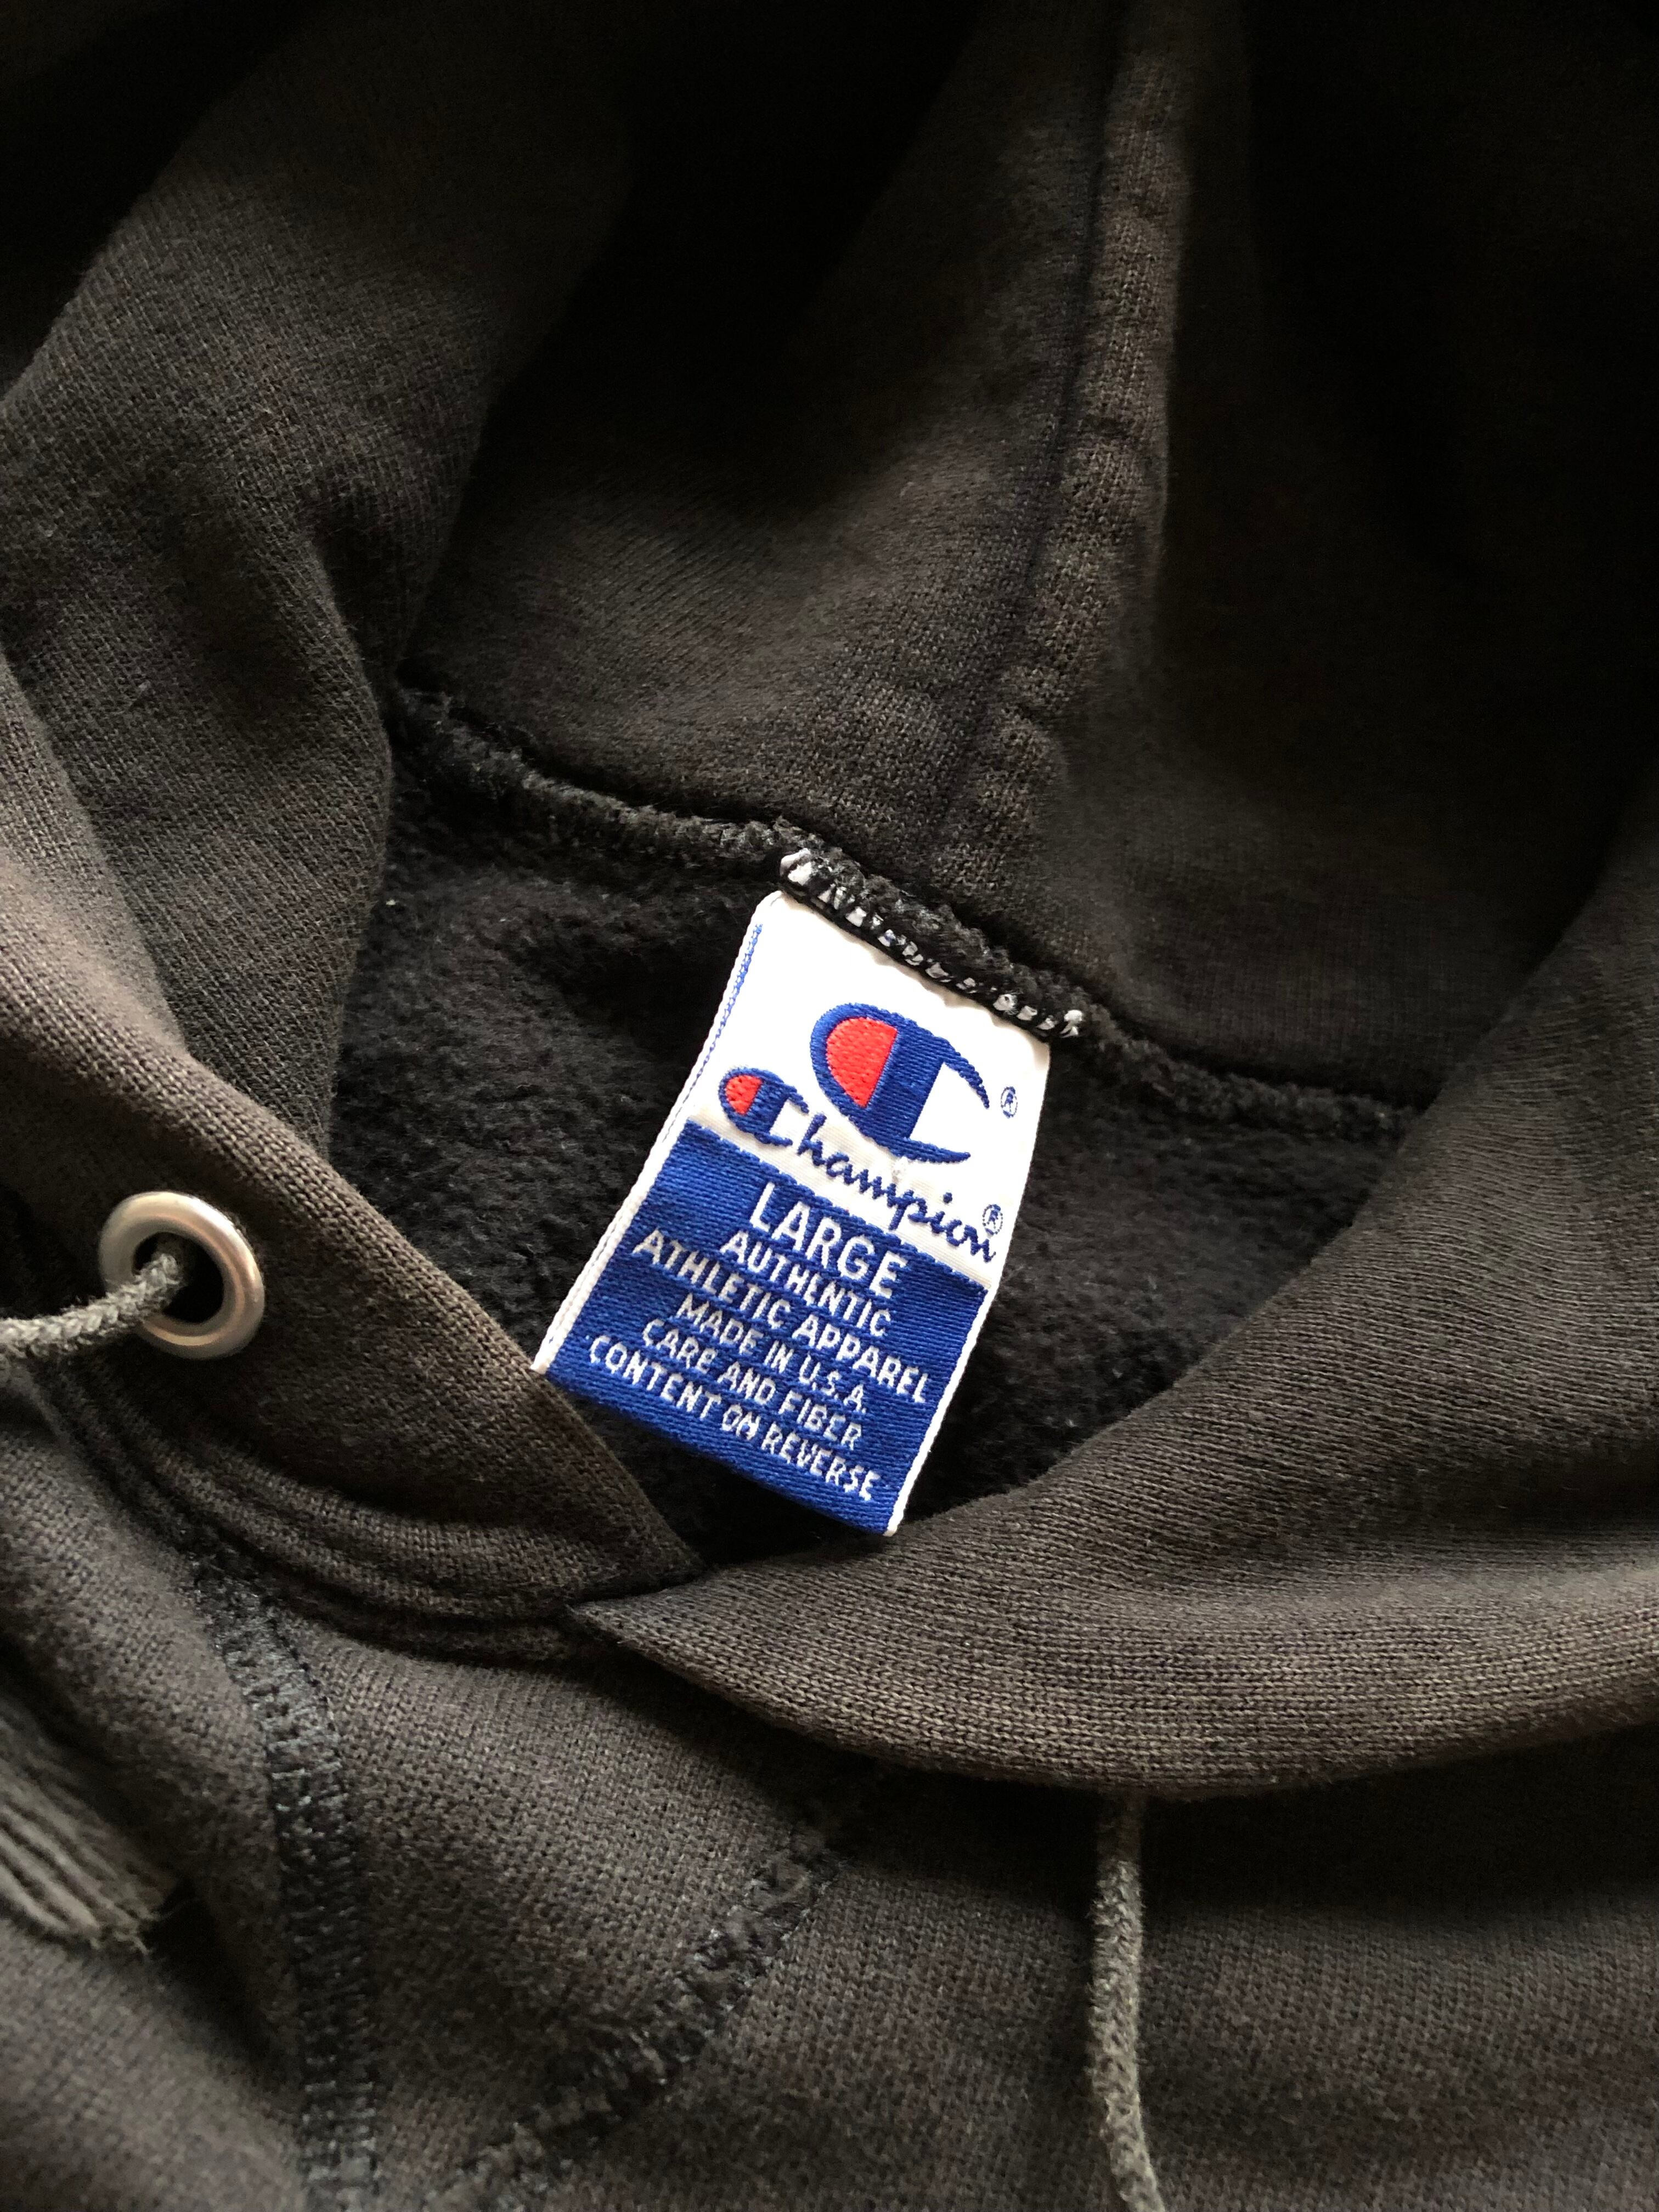 Champion®
LARGE
AUTHENTIC
ATHLETIC APPAREL
MADE IN U.S.A.
CARE AND FIBER
CONTENT ON REVERSE